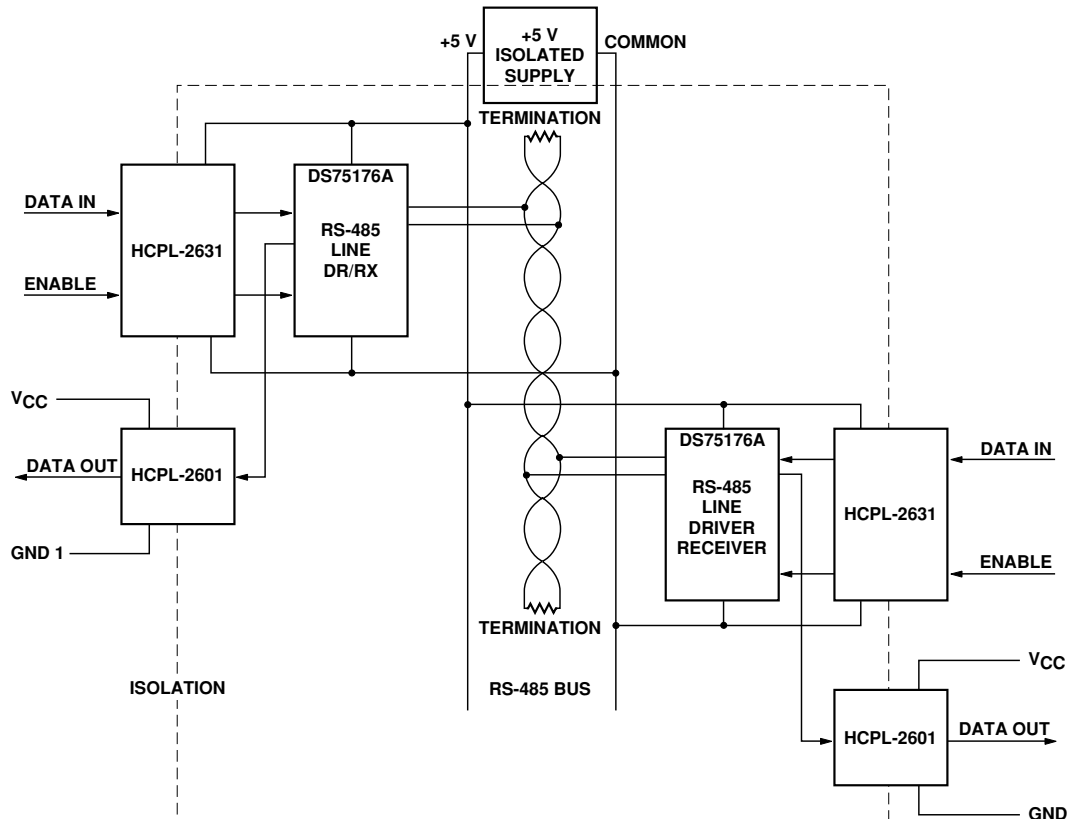 +5 V
+5 V
ISOLATED
SUPPLY
COMMON
TERMINATION
DS75176A
DATA IN
HCPL-2631
RS-485
LINE
DR/RX
ENABLE
VCC
DATA OUT
HCPL-2601
GND 1
DS75176A
DATA IN
RS-485
LINE
DRIVER
RECEIVER
HCPL-2631
ENABLE
TERMINATION
ISOLATION
RS-485 BUS
VCC
HCPL-2601
DATA OUT
GND